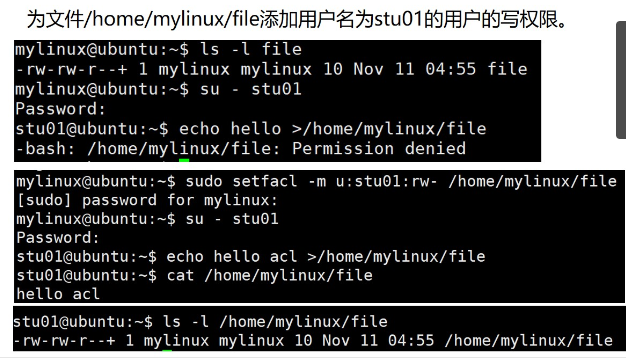 为文件/home/mylinux/file添加用户名为stu01的用户的写权限。
mylinux@ubuntu:~$ ls -l file
-rw-rw-r--+ 1 mylinux mylinux 10 Nov 11 04:55 file
mylinux@ubuntu:~$ su - stu01
Password:
stu01@ubuntu:~$ echo hello >/home/mylinux/file
-bash: /home/mylinux/file: Permission denied
mylinux@ubuntu:~$ sudo setfacl -m u:stu01:rw- /home/mylinux/file
[sudo] password for mylinux:
mylinux@ubuntu:~$ su - stu01
Password:
stu01@ubuntu:~$ echo hello acl >/home/mylinux/file
stu01@ubuntu:~$ cat /home/mylinux/file
hello acl
stu01@ubuntu:~$ ls -l /home/mylinux/file
-rw-rw-r--+ 1 mylinux mylinux 10 Nov 11 04:55 /home/mylinux/file